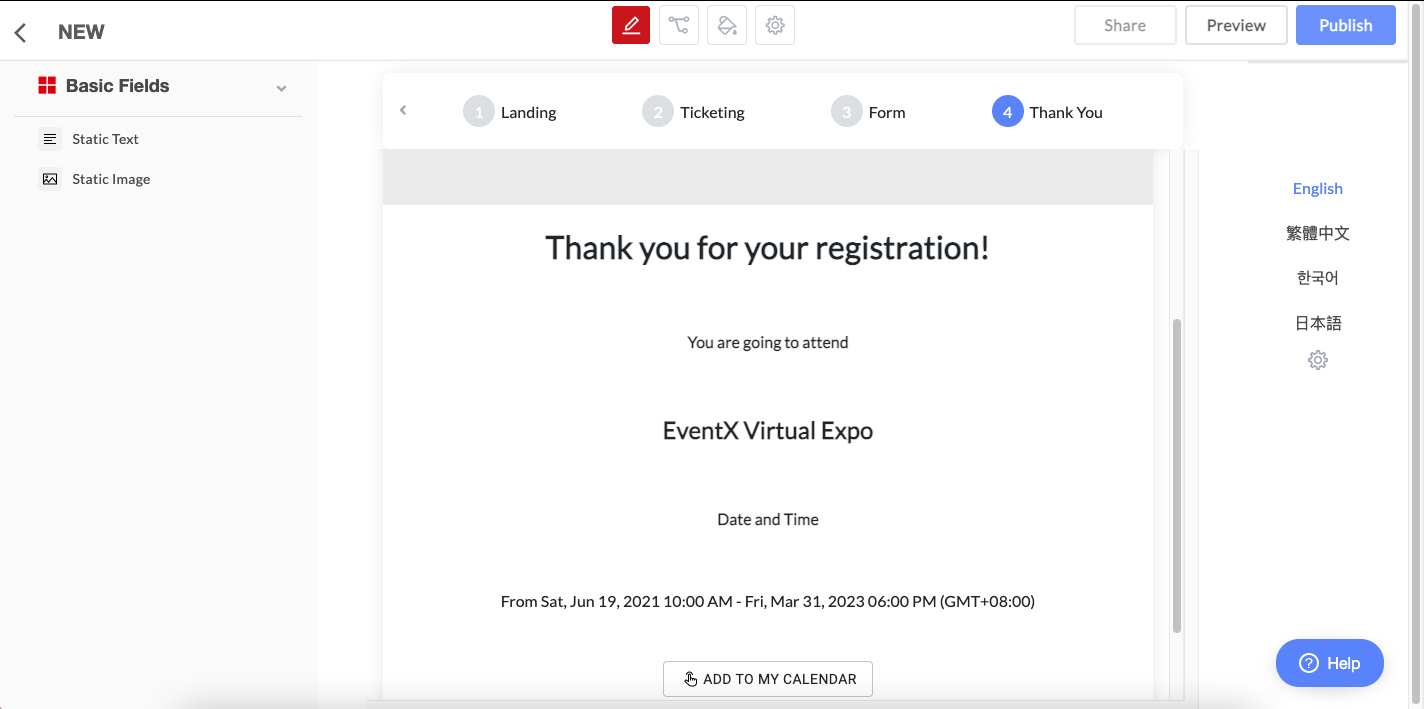 NEW
Share
Preview
Publish
Basic Fields
Static Text
Static Image
1 Landing
2 Ticketing
3 Form
4 Thank You
Thank you for your registration!
You are going to attend
EventX Virtual Expo
Date and Time
From Sat, Jun 19, 2021 10:00 AM - Fri, Mar 31, 2023 06:00 PM (GMT+08:00)
ADD TO MY CALENDAR
English
繁體中文
한국어
日本語
? Help